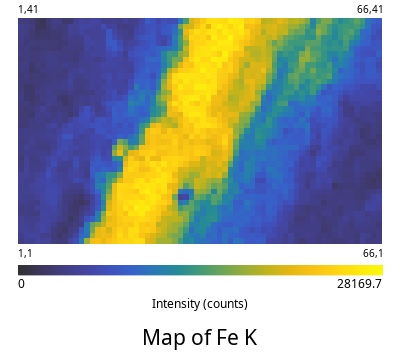 1,41 66,41
1,1 66,1
0 28169.7
Intensity (counts)
Map of Fe K